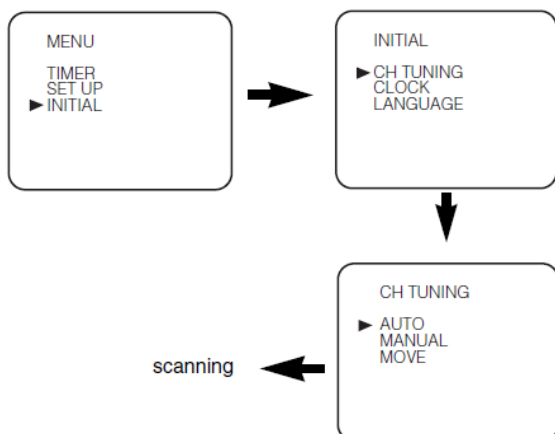 MENU
TIMER
SET UP
INITIAL
INITIAL
CH TUNING
CLOCK
LANGUAGE
CH TUNING
AUTO
MANUAL
MOVE
scanning